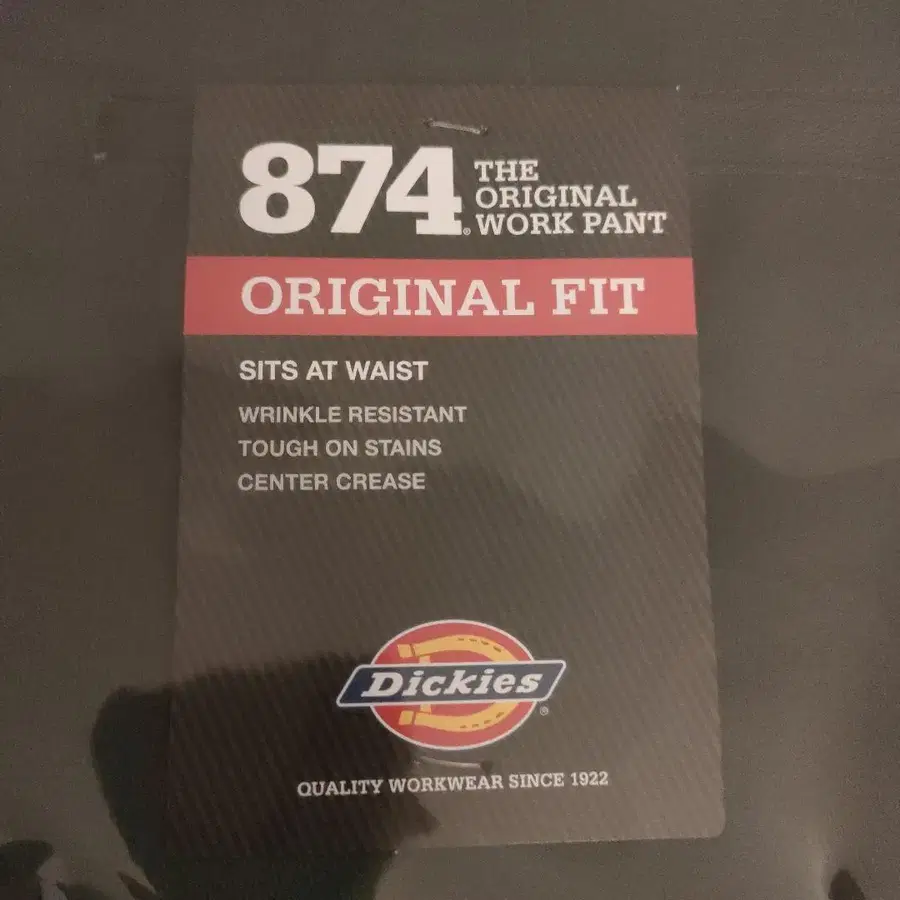 874®
THE
ORIGINAL
WORK PANT
ORIGINAL FIT
SITS AT WAIST
WRINKLE RESISTANT
TOUGH ON STAINS
CENTER CREASE
Dickies®
QUALITY WORKWEAR SINCE 1922